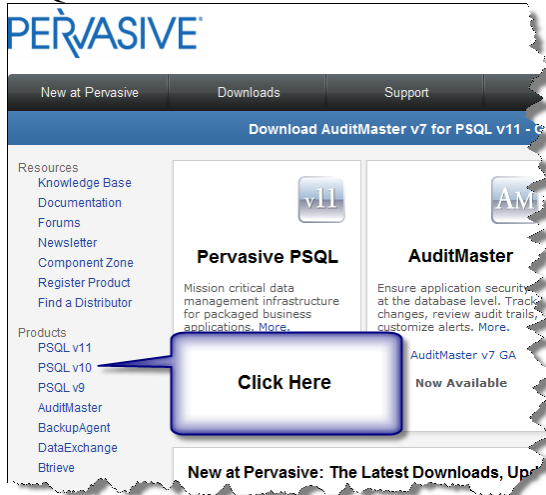 PERVASIVE
New at Pervasive Downloads Support
Download AuditMaster v7 for PSQL v11 -
Resources
Knowledge Base
Documentation
Forums
Newsletter
Component Zone
Register Product
Find a Distributor
Products
PSQL v11
PSQL v10
PSQL v9
AuditMaster
BackupAgent
DataExchange
Btrieve
v11
Pervasive PSQL
Mission critical data
management infrastructure
for packaged business
applications. More.
Click Here
AM
AuditMaster
Ensure application security
at the database level. Track
changes, review audit trails,
customize alerts. More.
AuditMaster v7 GA
Now Available
New at Pervasive: The Latest Downloads,